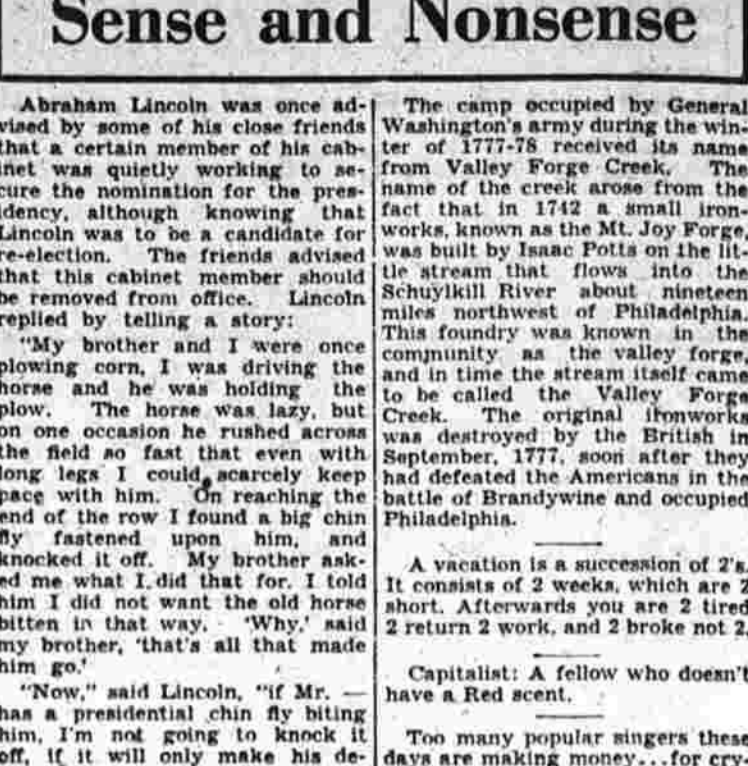 Sense and Nonsense
Abraham Lincoln was once ad-
vised by some of his close friends
that a certain member of his cab-
inet was quietly working to se-
cure the nomination for the pres-
idency, although knowing that
Lincoln was to be a candidate for
re-election. The friends advised
that this cabinet member should
be removed from office. Lincoln
replied by telling a story:
"My brother and I were once
plowing corn, I was driving the
horse and he was holding the
plow. The horse was lazy, but
on one occasion he rushed across
the field so fast that even with
long legs I could scarcely keep
pace with him. On reaching the
end of the row I found a big chin
fly fastened upon him, and
knocked it off. My brother ask-
ed me what I did that for. I told
him I did not want the old horse
bitten in that way. 'Why,' said
my brother, 'that's all that made
him go.'
"Now," said Lincoln, "if Mr. —
has a presidential chin fly biting
him, I'm not going to knock it
off, if it will only make his de-
The camp occupied by General
Washington's army during the win-
ter of 1777-78 received its name
from Valley Forge Creek. The
name of the creek arose from the
fact that in 1742 a small iron-
works, known as the Mt. Joy Forge,
was built by Isaac Potts on the lit-
tle stream that flows into the
Schuylkill River about nineteen
miles northwest of Philadelphia.
This foundry was known in the
community as the valley forge,
and in time the stream itself came
to be called the Valley Forge
Creek. The original ironworks
was destroyed by the British in
September, 1777, soon after they
had defeated the Americans in the
battle of Brandywine and occupied
Philadelphia.
A vacation is a succession of 2's.
It consists of 2 weeks, which are 2
short. Afterwards you are 2 tired
2 return 2 work, and 2 broke not 2.
Capitalist: A fellow who doesn't
have a Red scent.
Too many popular singers these
days are making money...for cry-